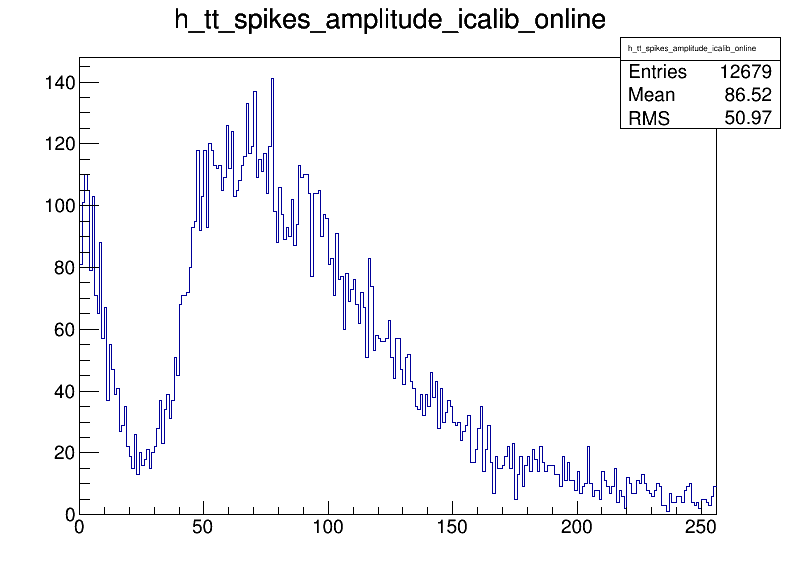 h_tt_spikes_amplitude_icalib_online
h_tt_spikes_amplitude_icalib_online
Entries 12679
Mean 86.52
RMS 50.97
140
120
100
80
60
40
20
0
0 50 100 150 200 250